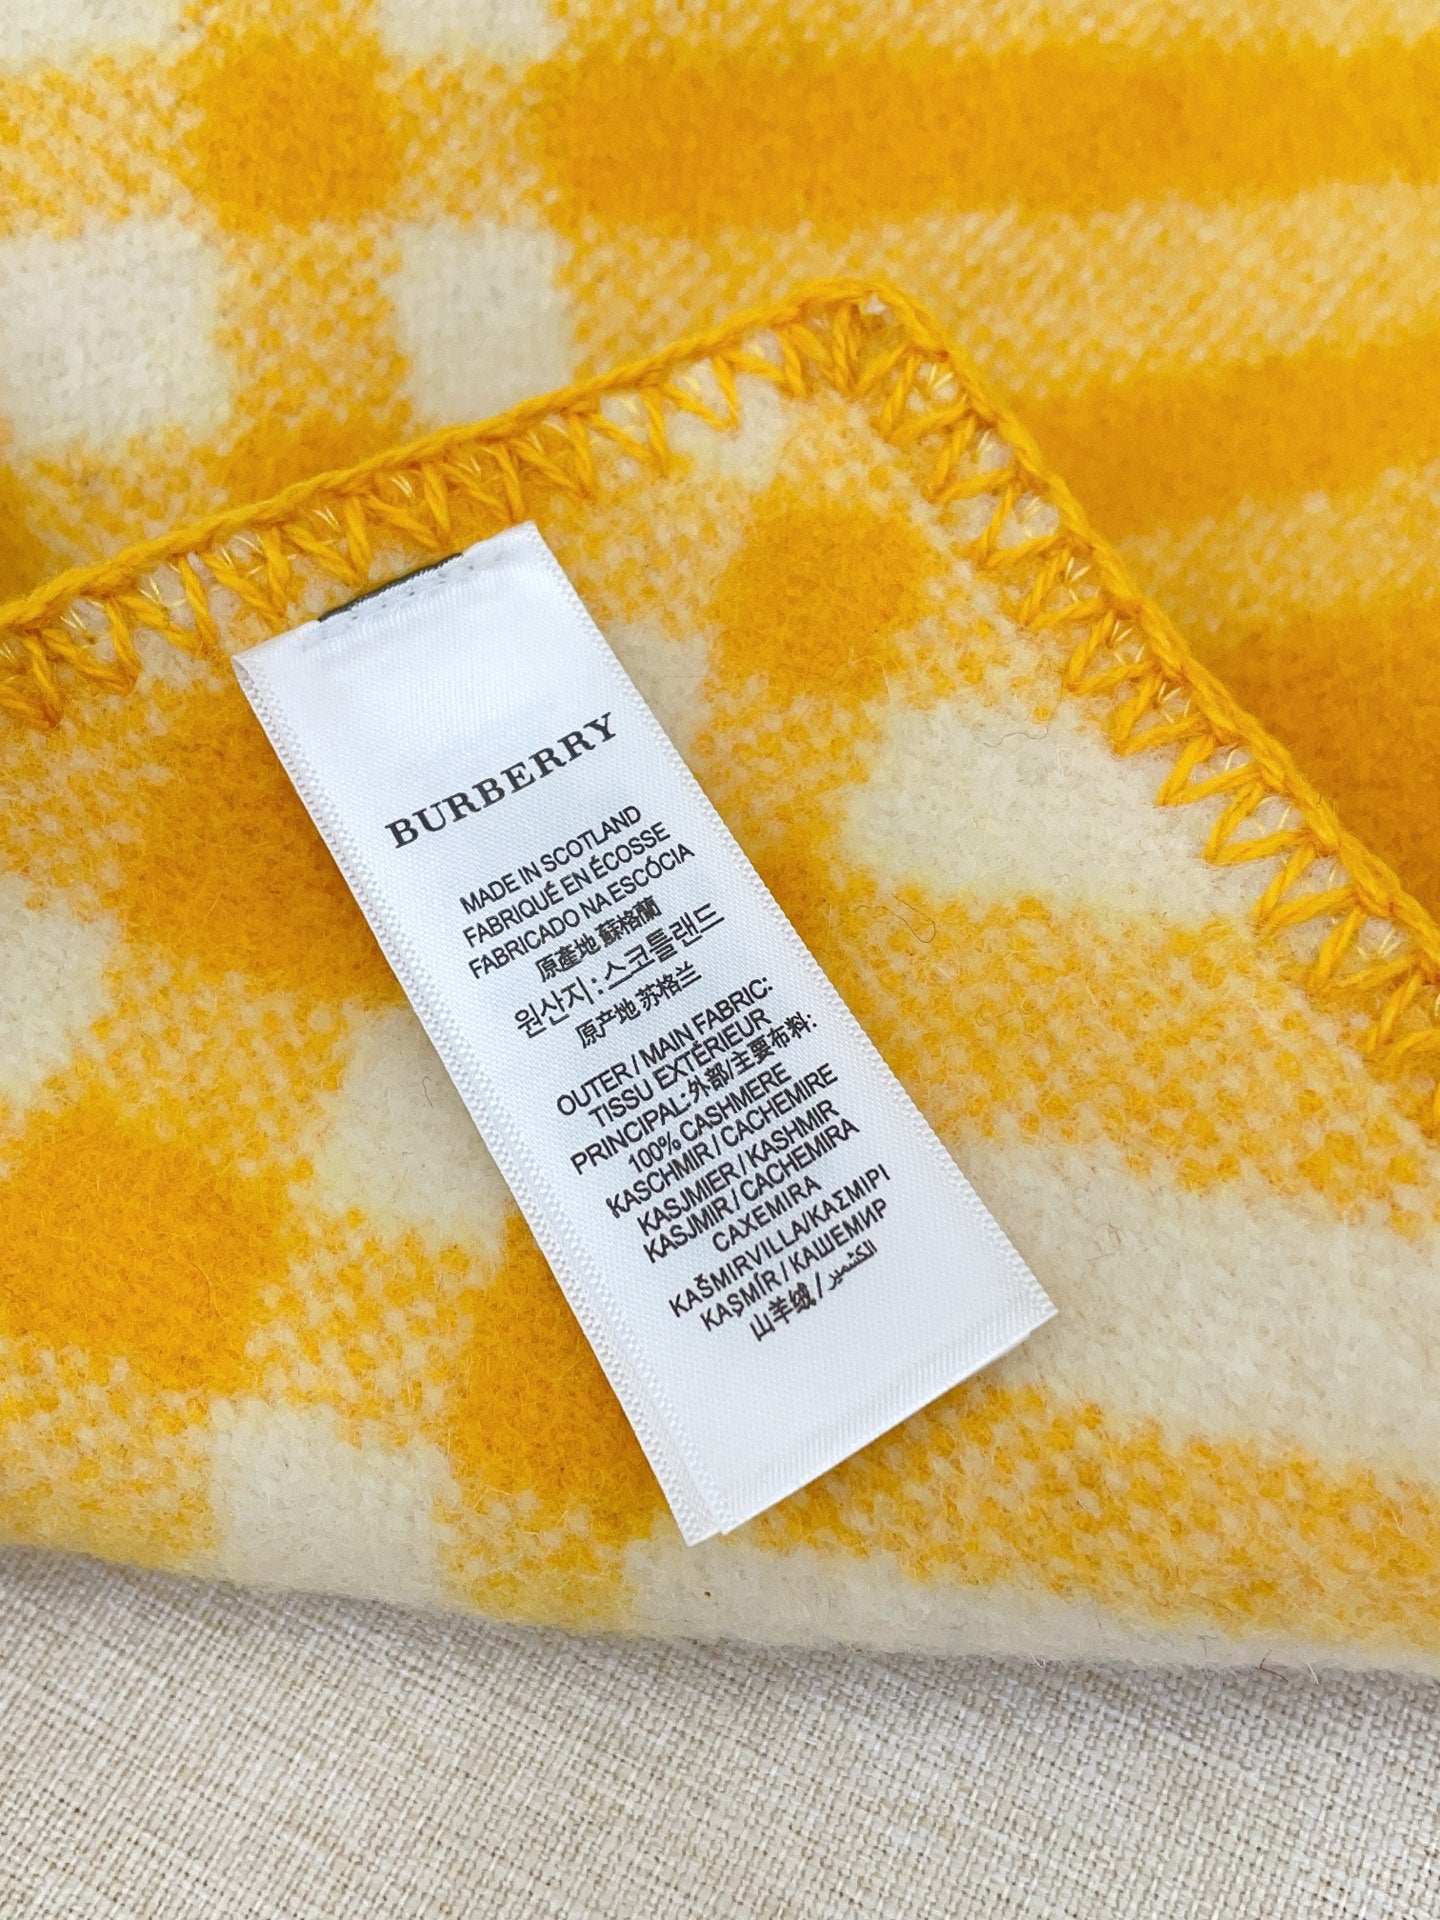 BURBERRY
MADE IN SCOTLAND
FABRIQUÉ EN ÉCOSSE
FABRICADO NA ESCÓCIA
原產地 蘇格蘭
원산지 : 스코틀랜드
原产地 苏格兰
OUTER / MAIN FABRIC:
TISSU EXTÉRIEUR
PRINCIPAL: 外部/主要布料:
100% CASHMERE
KASCHMIR / CACHEMIRE
KASJMIER / KASHMIR
KASJMIR / CACHEMIRA
CAXEMIRA
KAŠMIRVILLA/ΚΑΣΜΙΡΙ
KAŞMİR / КАШЕМИР
山羊绒 / الكشمير